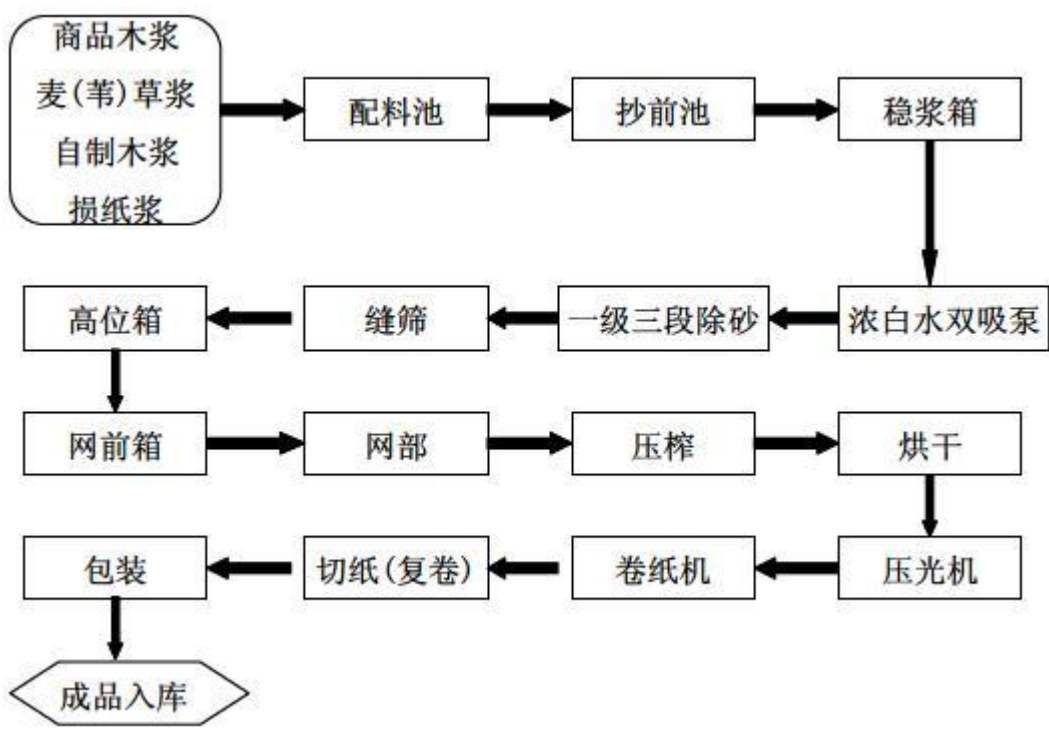 商品木浆
麦(苇)草浆
自制木浆
损纸浆
配料池
抄前池
稳浆箱
浓白水双吸泵
一级三段除砂
缝筛
高位箱
网前箱
网部
压榨
烘干
压光机
卷纸机
切纸(复卷)
包装
成品入库